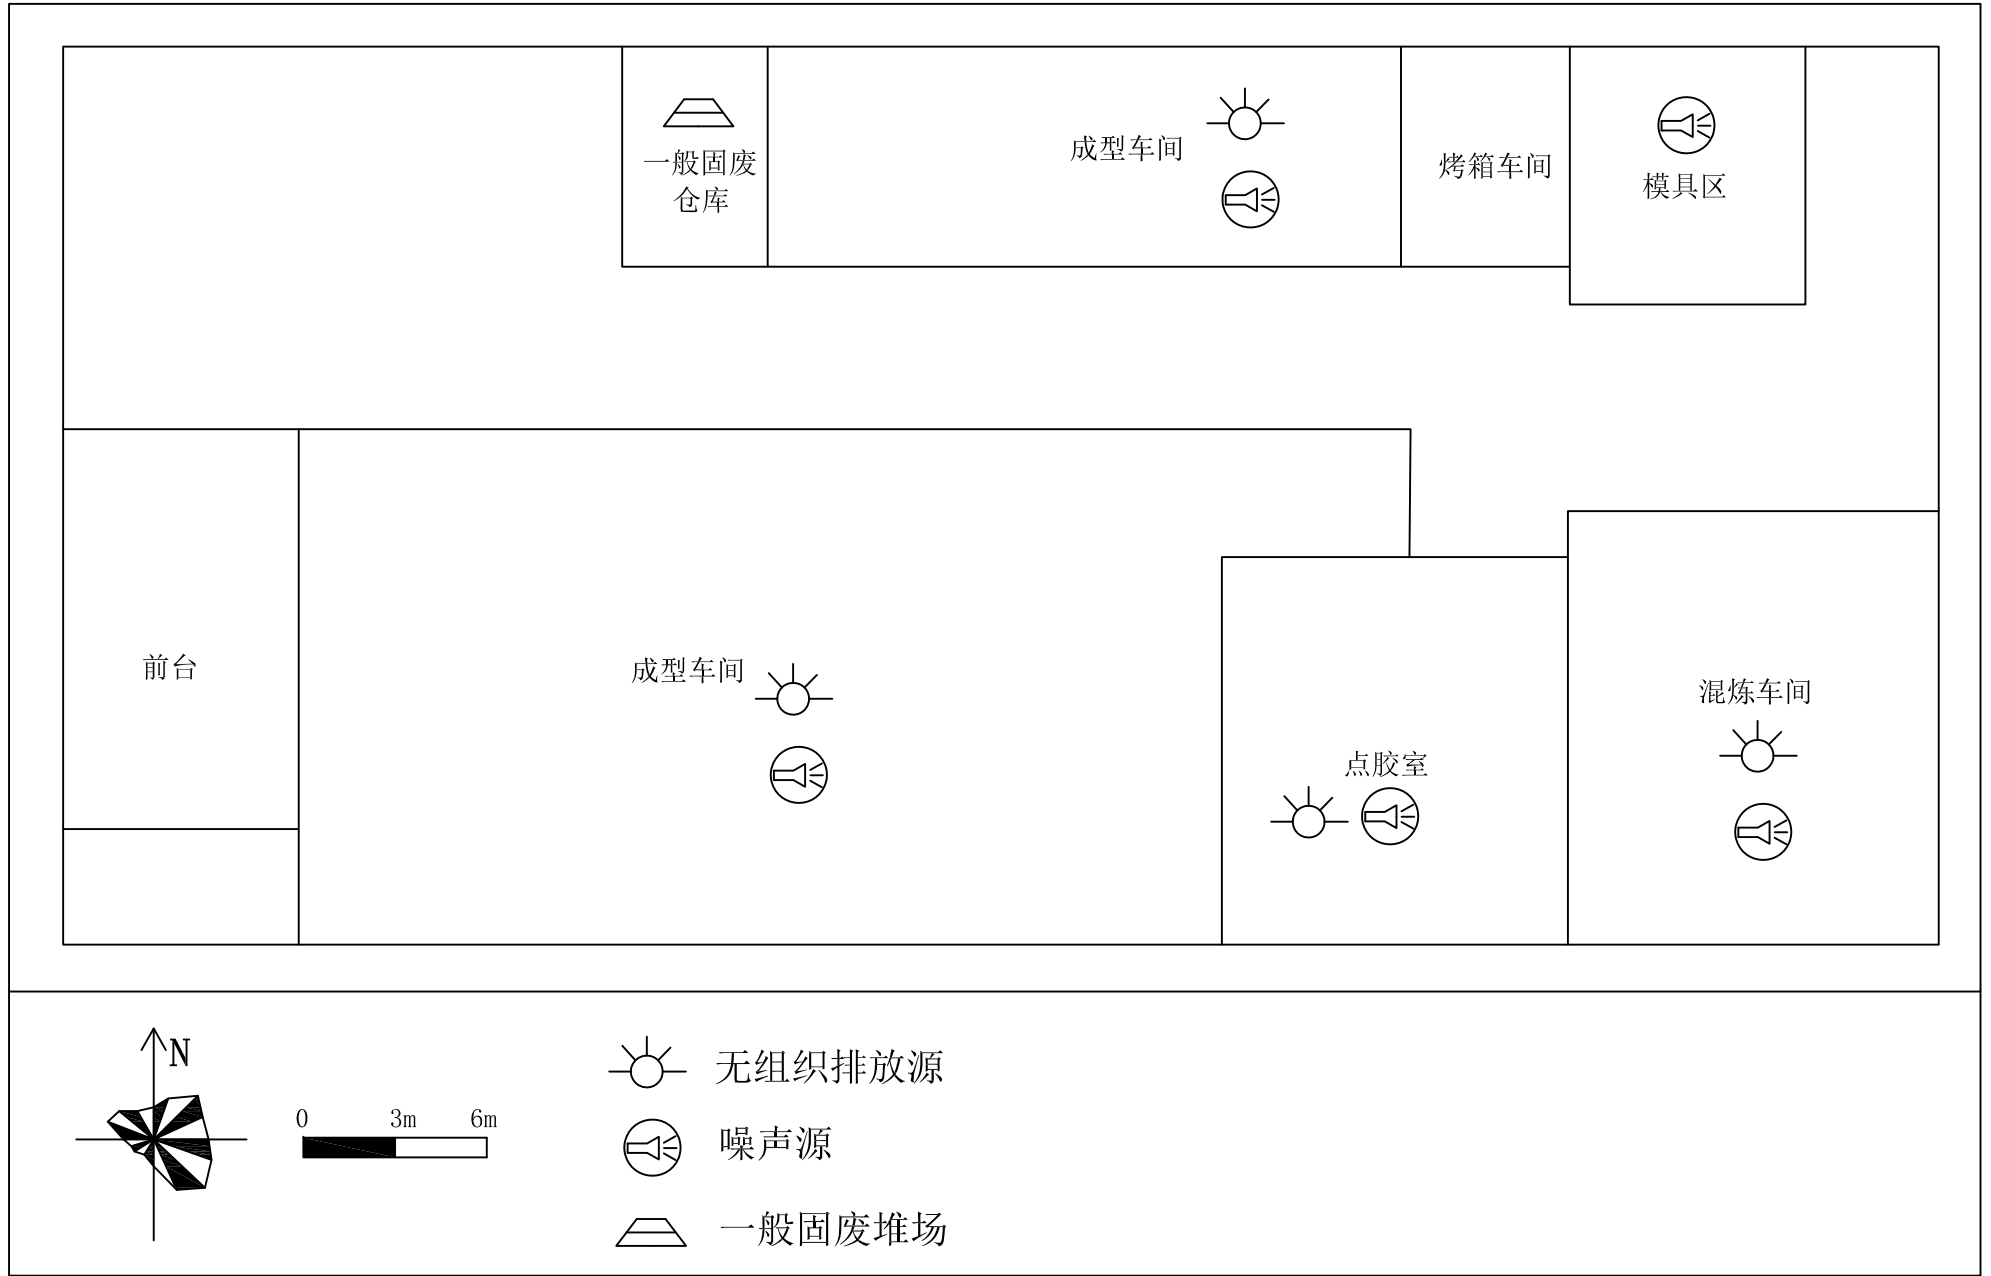 成型车间
一般固废
仓库
烤箱车间
模具区
前台
成型车间
混炼车间
点胶室
N
0 3m 6m
无组织排放源
噪声源
一般固废堆场